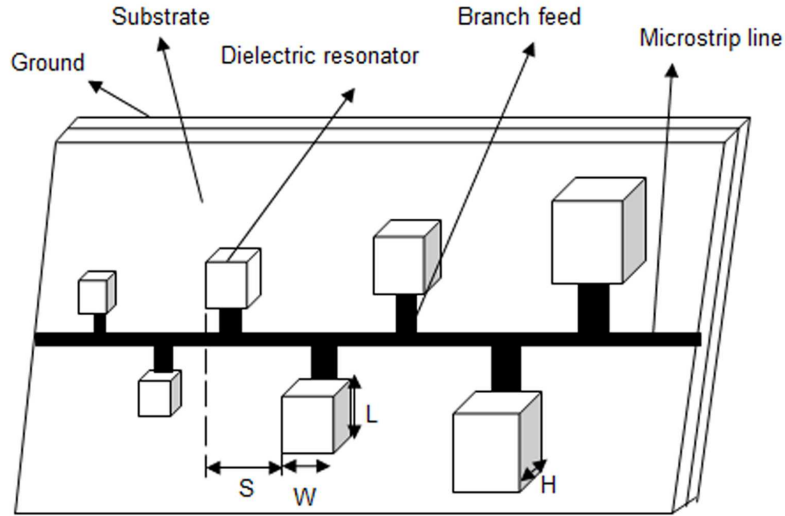 Substrate
Branch feed
Microstrip line
Dielectric resonator
Ground
L
S
W
H